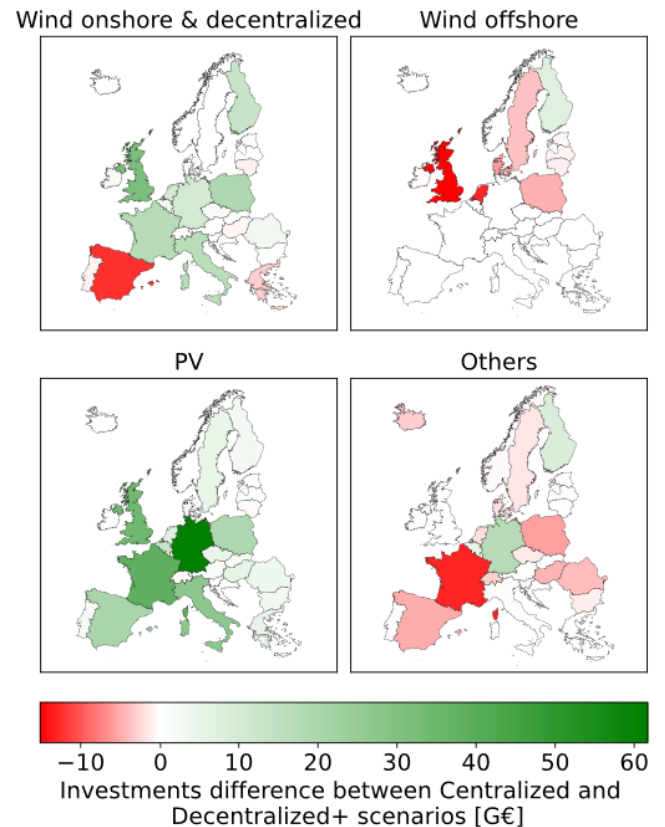 Wind onshore & decentralized
Wind offshore
PV
Others
−10 0 10 20 30 40 50 60
Investments difference between Centralized and
Decentralized+ scenarios [G€]